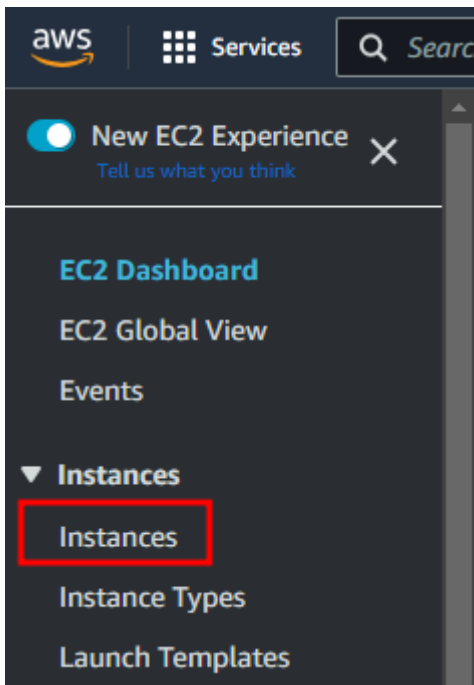 aws
Services
Searc
New EC2 Experience
Tell us what you think
EC2 Dashboard
EC2 Global View
Events
Instances
Instances
Instance Types
Launch Templates